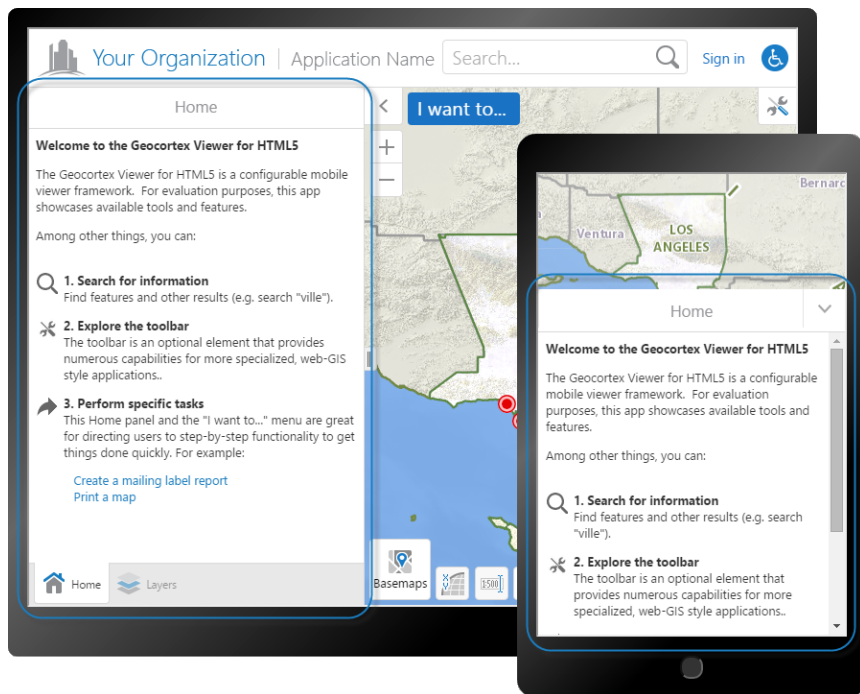 Your Organization
Application Name
Search...
Sign in
Home
I want to...
Welcome to the Geocortex Viewer for HTML5
The Geocortex Viewer for HTML5 is a configurable mobile
viewer framework.  For evaluation purposes, this app
showcases available tools and features.
Among other things, you can:
1. Search for information
Find features and other results (e.g. search "ville").
2. Explore the toolbar
The toolbar is an optional element that provides
numerous capabilities for more specialized, web-GIS
style applications..
3. Perform specific tasks
This Home panel and the "I want to..." menu are great
for directing users to step-by-step functionality to get
things done quickly. For example:
Create a mailing label report
Print a map
Home
Layers
Basemaps
X
Y
1:500
Bernarc
Ventura
LOS
ANGELES
Home
Welcome to the Geocortex Viewer for HTML5
The Geocortex Viewer for HTML5 is a configurable
mobile viewer framework.  For evaluation
purposes, this app showcases available tools and
features.
Among other things, you can:
1. Search for information
Find features and other results (e.g. search
"ville").
2. Explore the toolbar
The toolbar is an optional element that
provides numerous capabilities for more
specialized, web-GIS style applications..